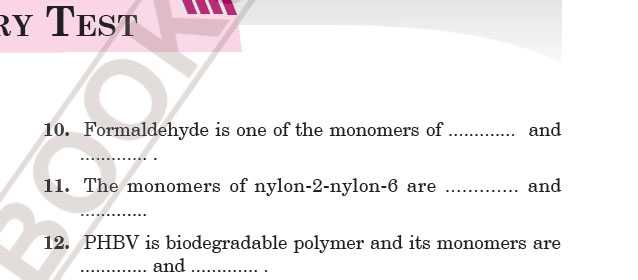 RY TEST
10. Formaldehyde is one of the monomers of ............. and
............. .
11. The monomers of nylon-2-nylon-6 are ............. and
.............
12. PHBV is biodegradable polymer and its monomers are
............. and ............. .
BOOK